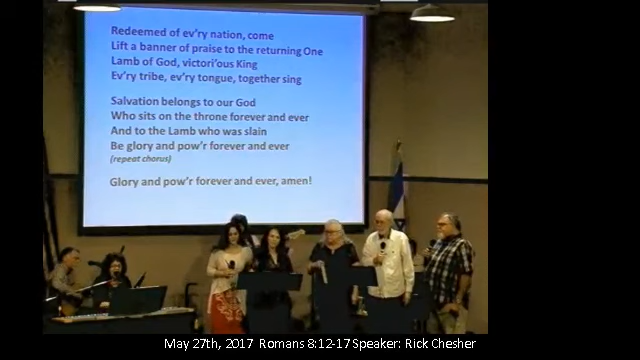 Redeemed of ev'ry nation, come
Lift a banner of praise to the returning One
Lamb of God, victori'ous King
Ev'ry tribe, ev'ry tongue, together sing
Salvation belongs to our God
Who sits on the throne forever and ever
And to the Lamb who was slain
Be glory and pow'r forever and ever
(repeat chorus)
Glory and pow'r forever and ever, amen!
May 27th, 2017 Romans 8:12-17 Speaker: Rick Chesher